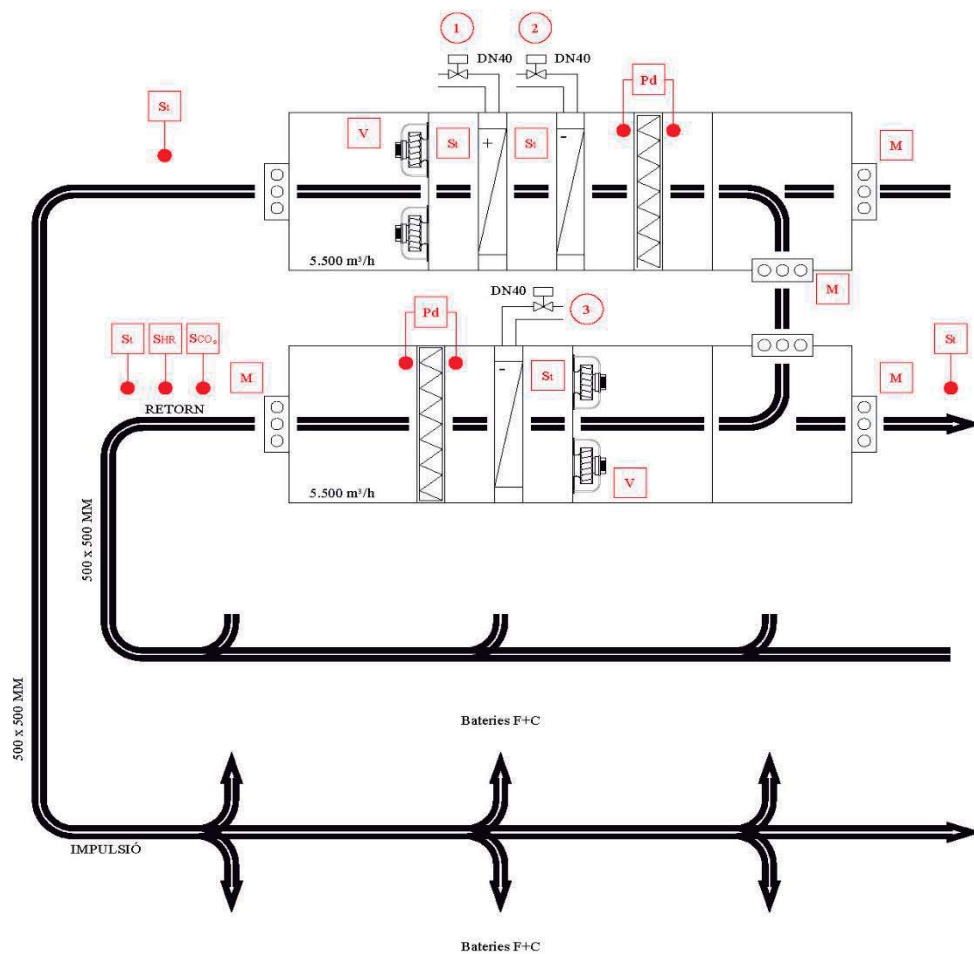 1
2
DN40
DN40
Pd
St
V
St
+
St
-
M
5.500 m³/h
M
DN40
3
Pd
St
SHR
SCO₂
M
-
St
M
St
RETORN
V
5.500 m³/h
500 x 500 MM
500 x 500 MM
Bateries F+C
IMPULSIÓ
Bateries F+C